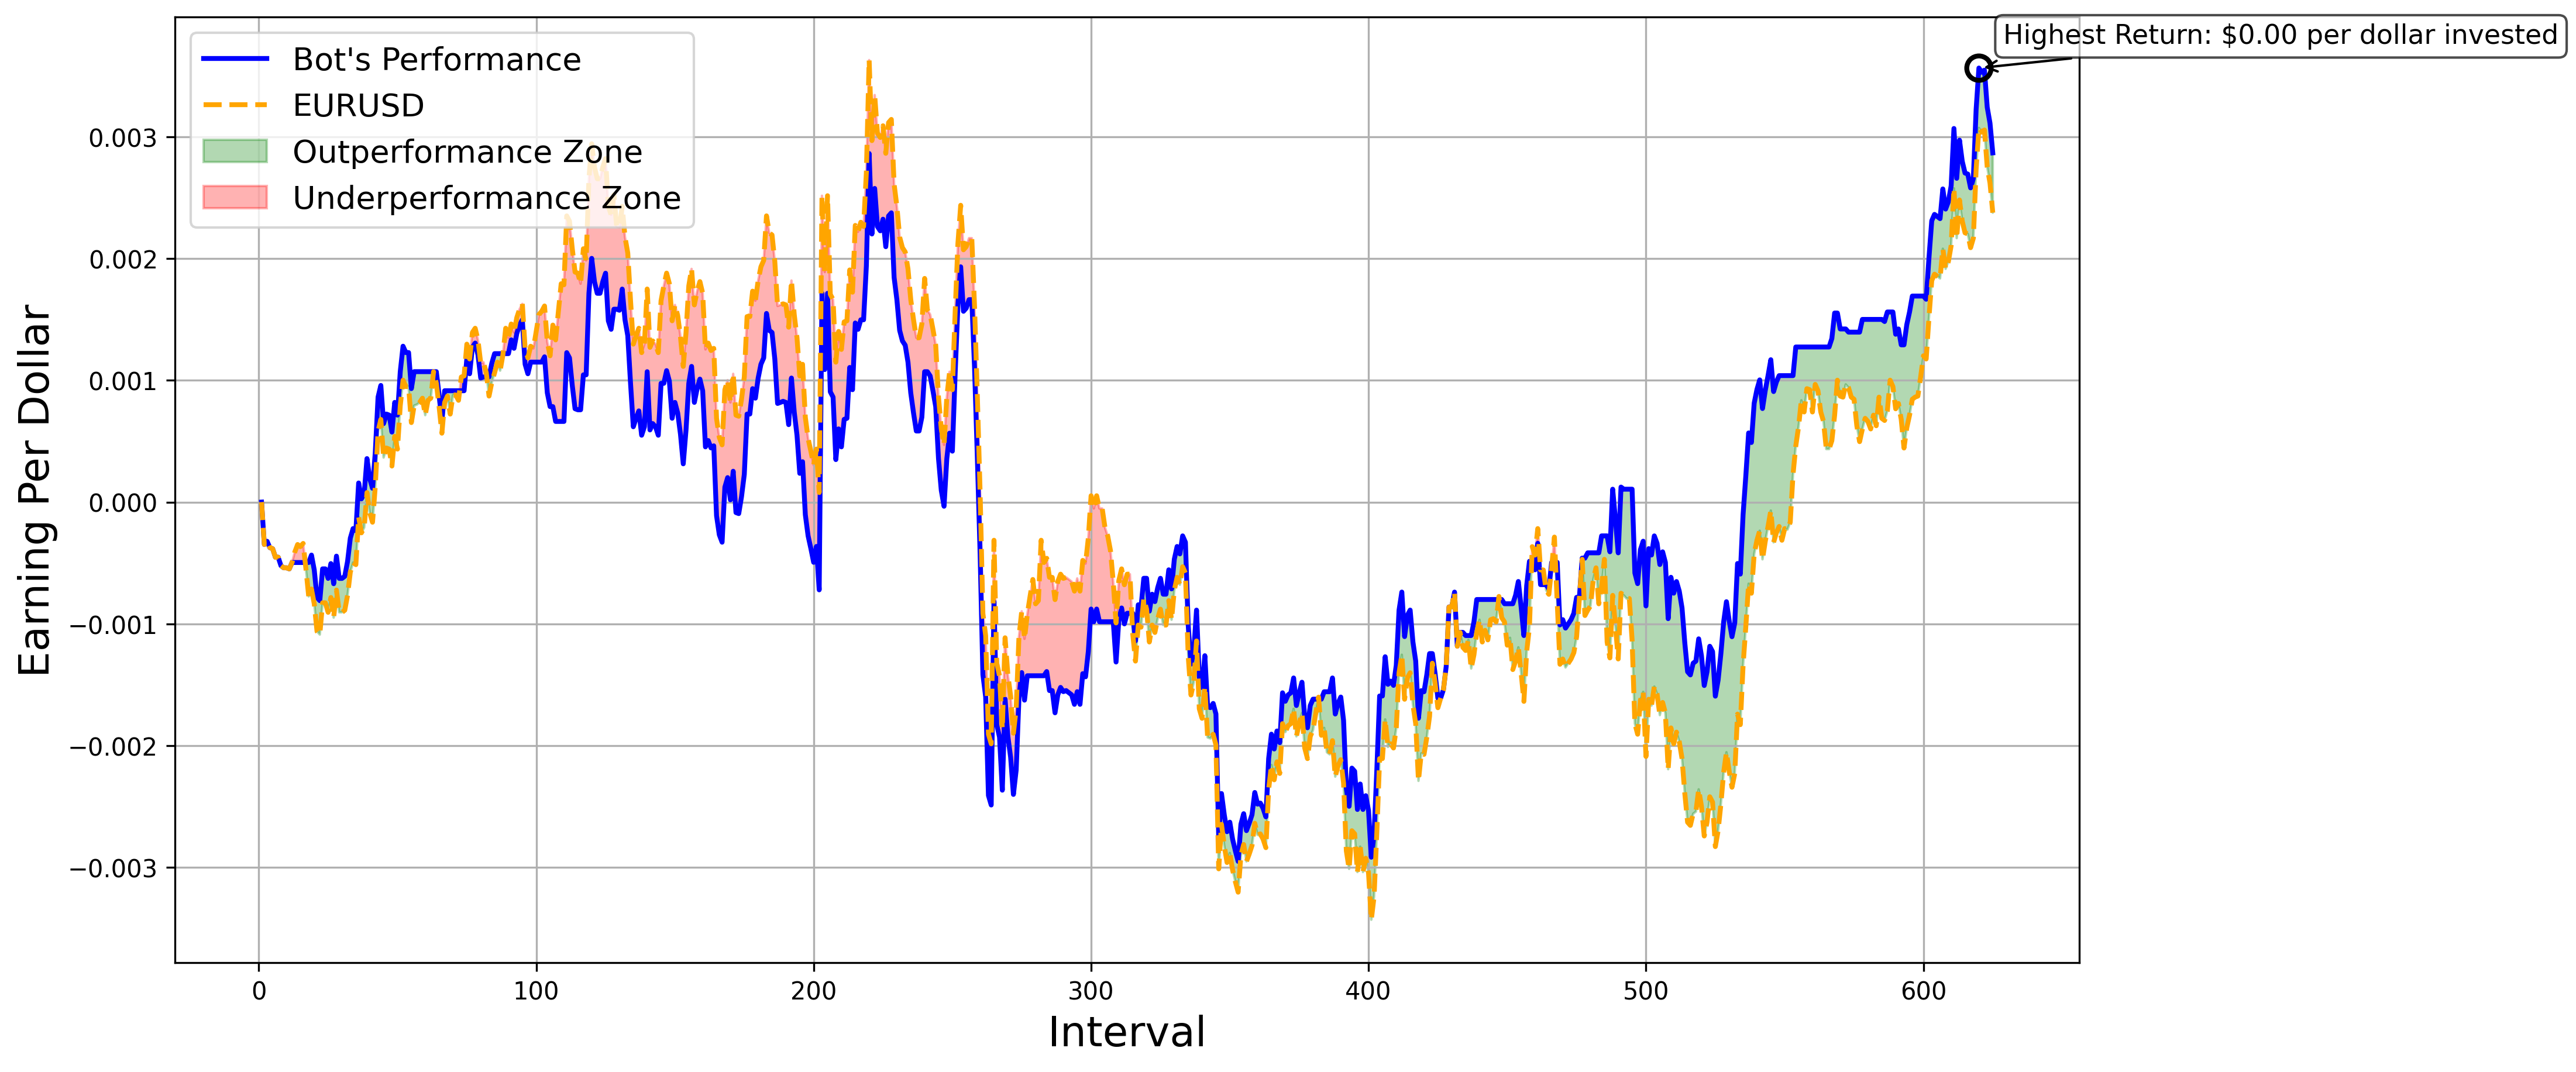 Highest Return: $0.00 per dollar invested
Bot's Performance
EURUSD
Outperformance Zone
Underperformance Zone
Earning Per Dollar
0.003
0.002
0.001
0.000
−0.001
−0.002
−0.003
0 100 200 300 400 500 600
Interval